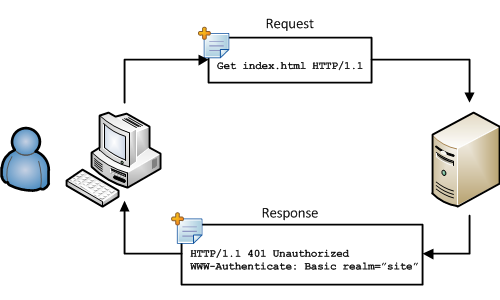 Request
Get index.html HTTP/1.1
Response
HTTP/1.1 401 Unauthorized
WWW-Authenticate: Basic realm="site"